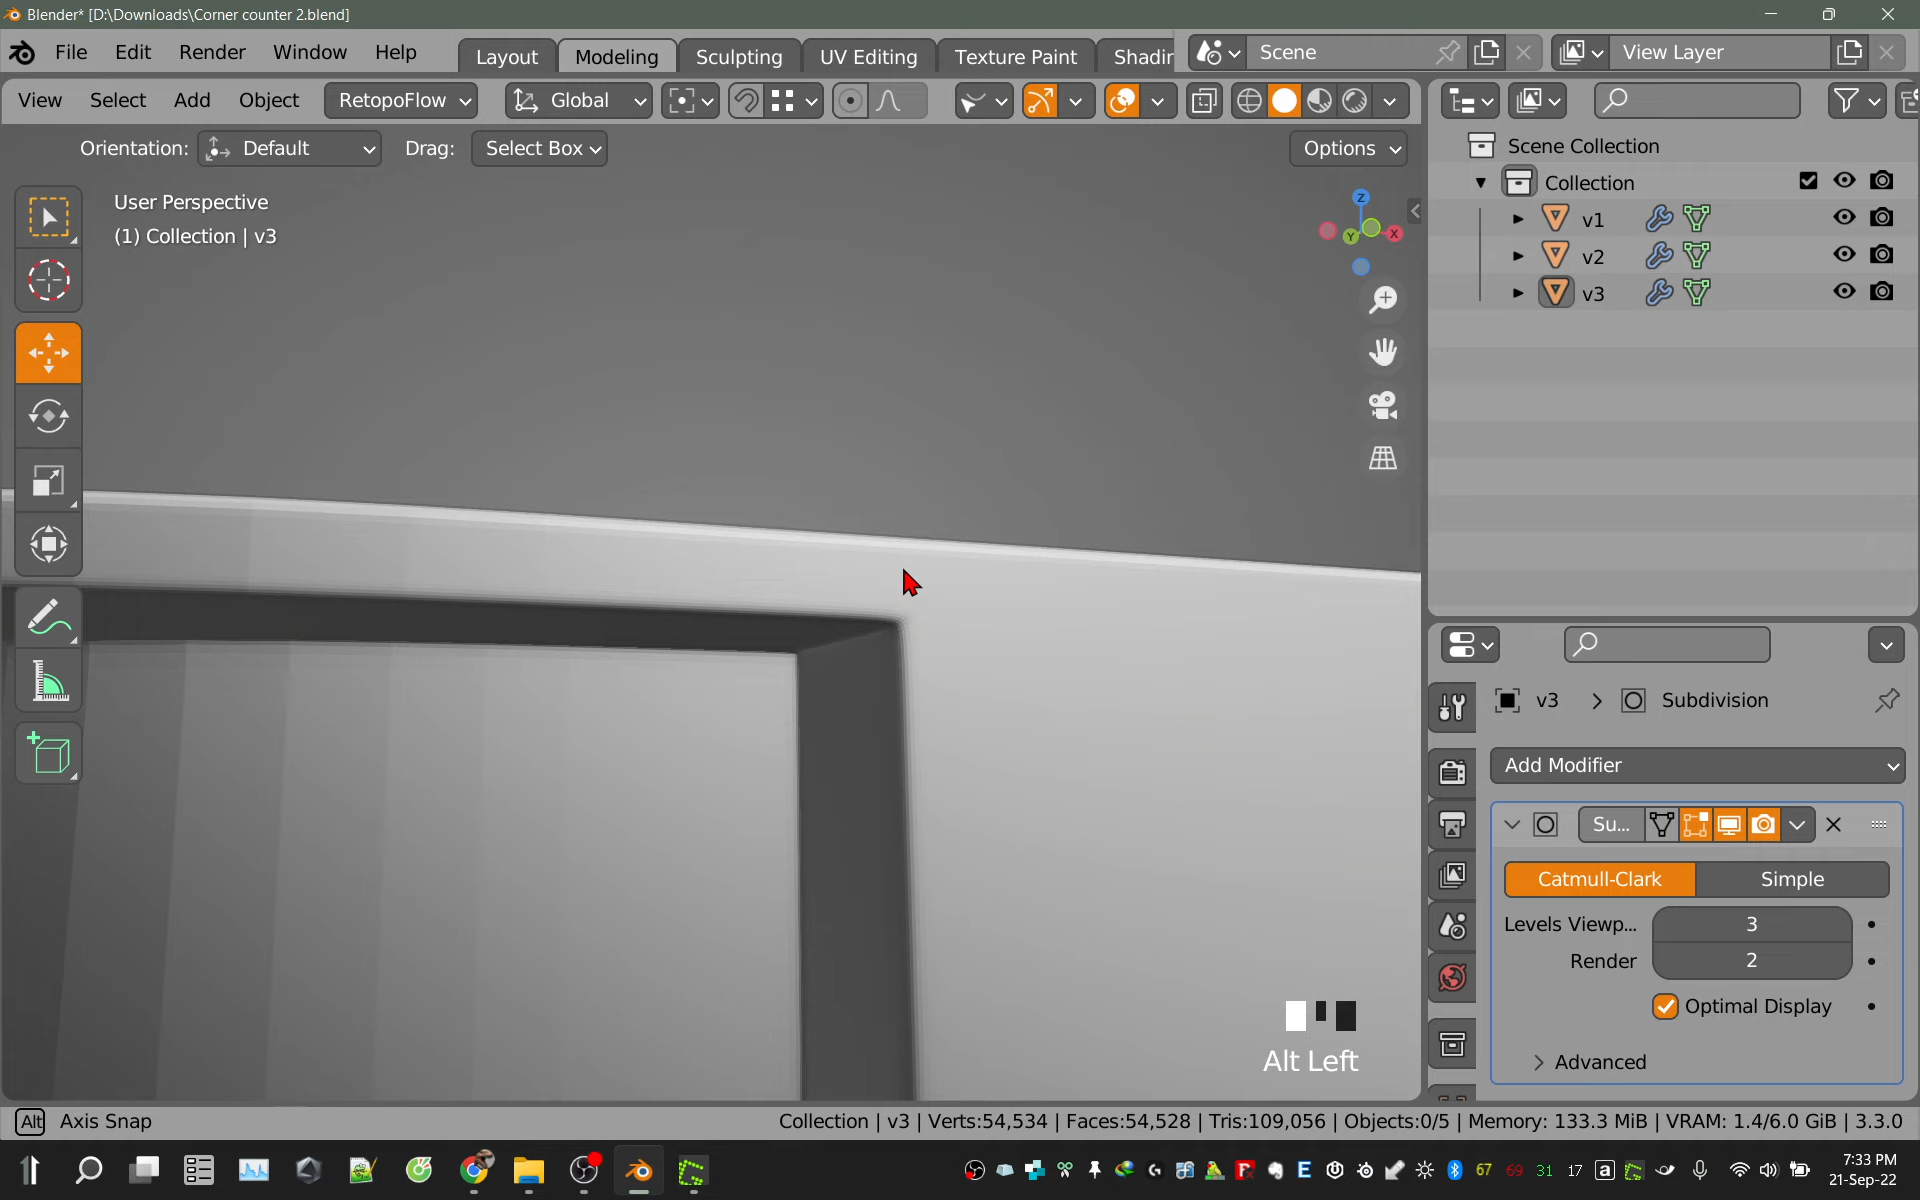 Blender* [D:\Downloads\Corner counter 2.blend]
File Edit Render Window Help Layout Modeling Sculpting UV Editing Texture Paint Shadin Scene View Layer
View Select Add Object RetopoFlow Global
Orientation: Default Drag: Select Box Options
User Perspective
(1) Collection | v3
Z
X
Y
Scene Collection
Collection
v1
v2
v3
v3 > Subdivision
Add Modifier
Su...
Catmull-Clark Simple
Levels Viewp... 3
Render 2
Optimal Display
Advanced
Alt Left
Alt Axis Snap
Collection | v3 | Verts:54,534 | Faces:54,528 | Tris:109,056 | Objects:0/5 | Memory: 133.3 MiB | VRAM: 1.4/6.0 GiB | 3.3.0
67 69 31 17
7:33 PM
21-Sep-22